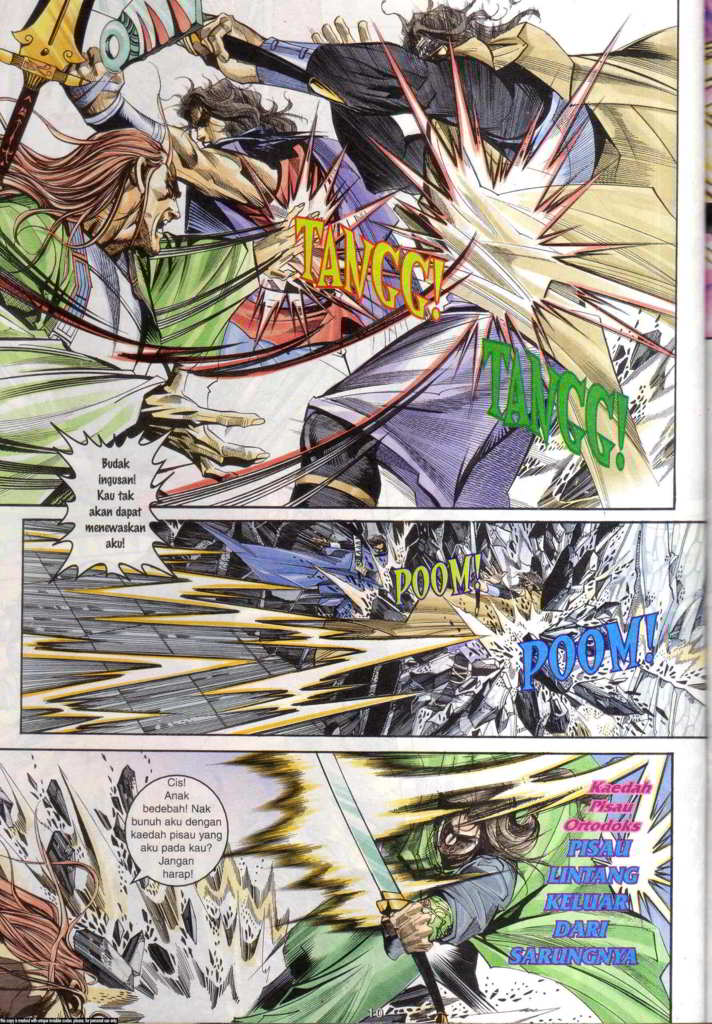 TANGG!
TANGG!
Budak
ingusan!
Kau tak
akan dapat
menewaskan
aku!
POOM!
POOM!
Cis!
Anak
bedebah! Nak
bunuh aku dengan
kaedah pisau yang
aku pada kau?
Jangan
harap!
Kaedah
Pisau
Ortodoks
PISAU
LINTANG
KELUAR
DARI
SARUNGNYA
10